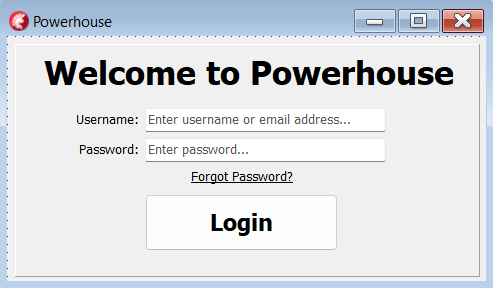 Powerhouse
Welcome to Powerhouse
Username: Enter username or email address...
Password: Enter password...
Forgot Password?
Login